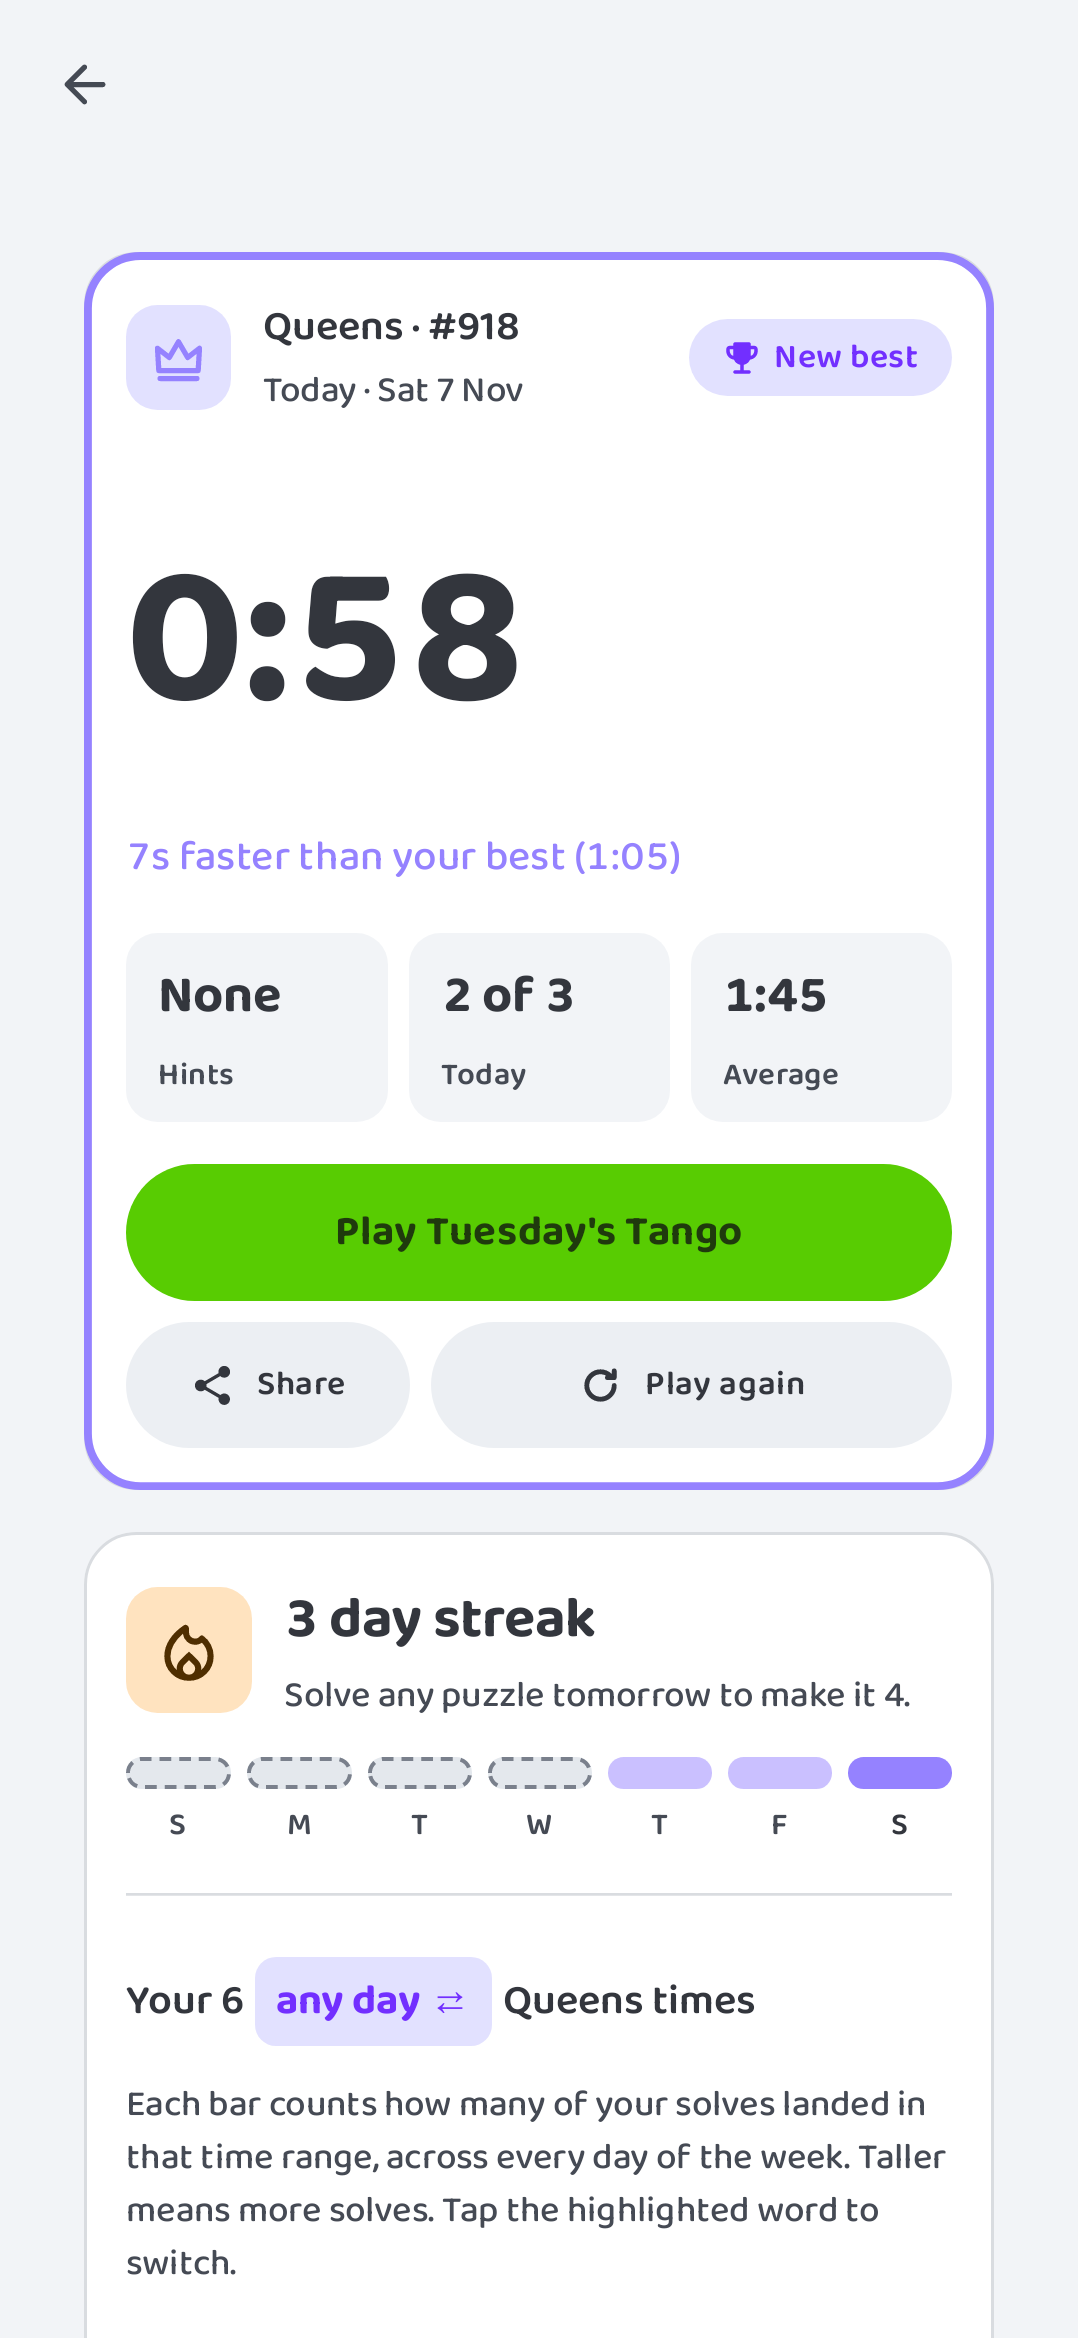 Queens · #918
Today · Sat 7 Nov
New best
0:58
7s faster than your best (1:05)
None
Hints
2 of 3
Today
1:45
Average
Play Tuesday's Tango
Share
Play again
3 day streak
Solve any puzzle tomorrow to make it 4.
S M T W T F S
Your 6 any day ⇄ Queens times
Each bar counts how many of your solves landed in
that time range, across every day of the week. Taller
means more solves. Tap the highlighted word to
switch.